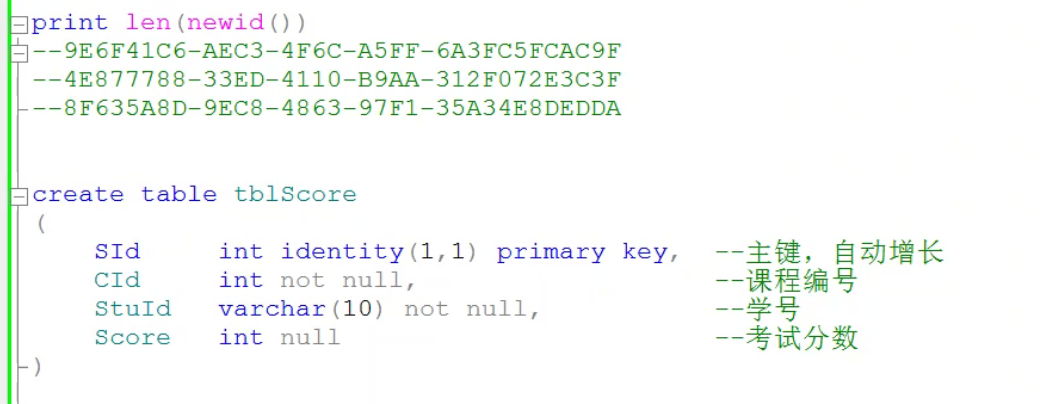 print len(newid())
--9E6F41C6-AEC3-4F6C-A5FF-6A3FC5FCAC9F
--4E877788-33ED-4110-B9AA-312F072E3C3F
--8F635A8D-9EC8-4863-97F1-35A34E8DEDDA
create table tblScore
(
SId int identity(1,1) primary key, --主键，自动增长
CId int not null, --课程编号
StuId varchar(10) not null, --学号
Score int null --考试分数
)